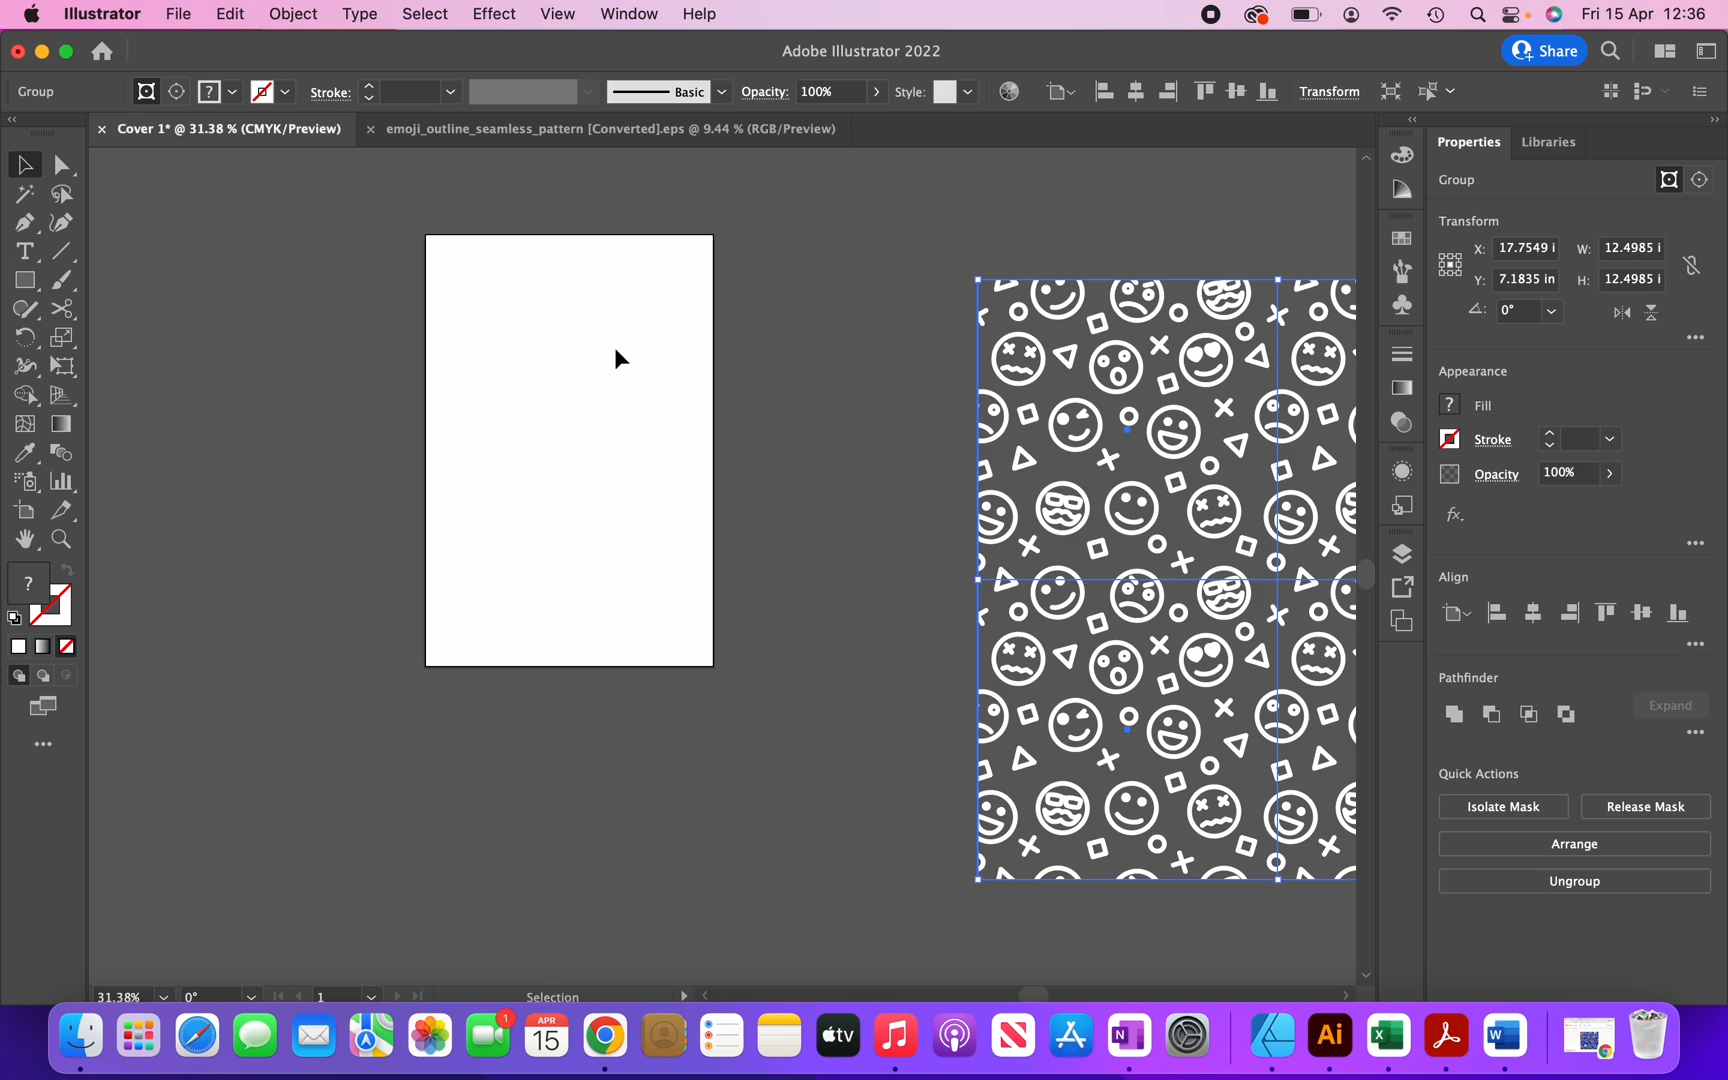 Illustrator File Edit Object Type Select Effect View Window Help Fri 15 Apr 12:36
Adobe Illustrator 2022 Share
Group ? Stroke: Basic Opacity: 100% Style: Transform
× Cover 1* @ 31.38 % (CMYK/Preview) × emoji_outline_seamless_pattern [Converted].eps @ 9.44 % (RGB/Preview)
Properties Libraries
Group
Transform
X: 17.7549 i W: 12.4985 i
Y: 7.1835 in H: 12.4985 i
0°
Appearance
? Fill
Stroke
Opacity 100%
fx.
Align
?
Pathfinder
Expand
Quick Actions
Isolate Mask Release Mask
Arrange
Ungroup
31.38% 0° 1 Selection
1 APR 15 tv N Ai X W